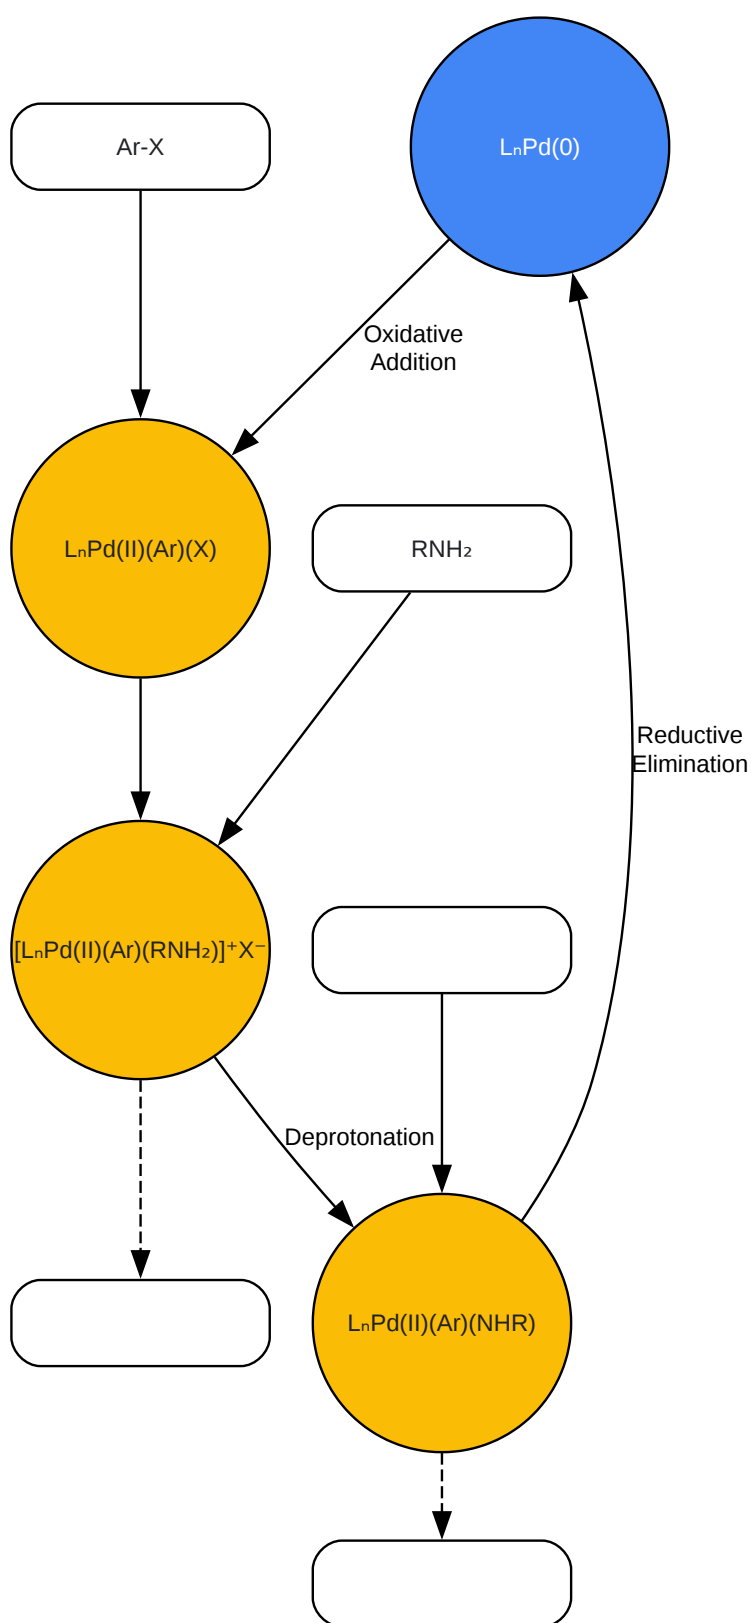 Ar-X
LₙPd(0)
Oxidative
Addition
LₙPd(II)(Ar)(X)
RNH₂
Reductive
Elimination
[LₙPd(II)(Ar)(RNH₂)]⁺X⁻
Deprotonation
LₙPd(II)(Ar)(NHR)